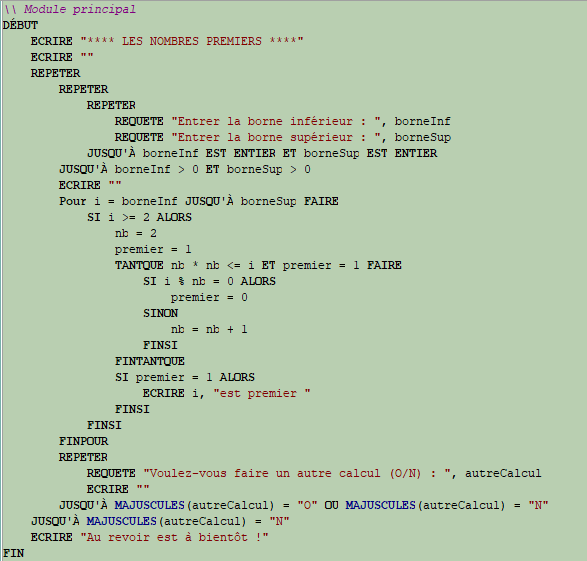 \\ Module principal
DÉBUT
    ECRIRE "**** LES NOMBRES PREMIERS ****"
    ECRIRE ""
    REPETER
        REPETER
            REPETER
                REQUETE "Entrer la borne inférieur : ", borneInf
                REQUETE "Entrer la borne supérieur : ", borneSup
            JUSQU'À borneInf EST ENTIER ET borneSup EST ENTIER
        JUSQU'À borneInf > 0 ET borneSup > 0
        ECRIRE ""
        Pour i = borneInf JUSQU'À borneSup FAIRE
            SI i >= 2 ALORS
                nb = 2
                premier = 1
                TANTQUE nb * nb <= i ET premier = 1 FAIRE
                    SI i % nb = 0 ALORS
                        premier = 0
                    SINON
                        nb = nb + 1
                    FINSI
                FINTANTQUE
                SI premier = 1 ALORS
                    ECRIRE i, "est premier "
                FINSI
            FINSI
        FINPOUR
        REPETER
            REQUETE "Voulez-vous faire un autre calcul (O/N) : ", autreCalcul
            ECRIRE ""
        JUSQU'À MAJUSCULES(autreCalcul) = "O" OU MAJUSCULES(autreCalcul) = "N"
    JUSQU'À MAJUSCULES(autreCalcul) = "N"
    ECRIRE "Au revoir est à bientôt !"
FIN